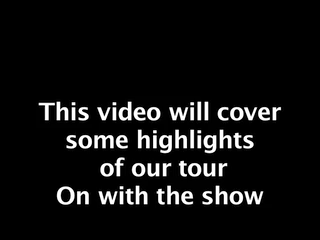 This video will cover
some highlights
of our tour
On with the show